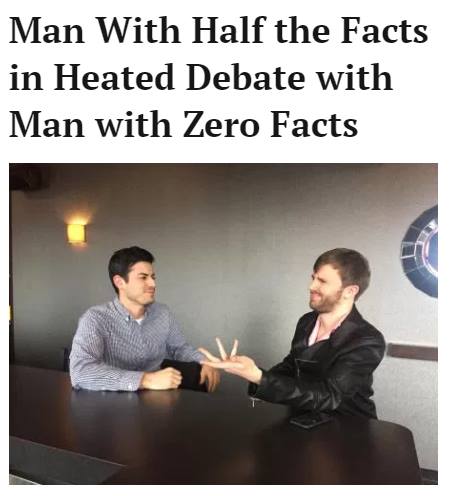 Man With Half the Facts
in Heated Debate with
Man with Zero Facts